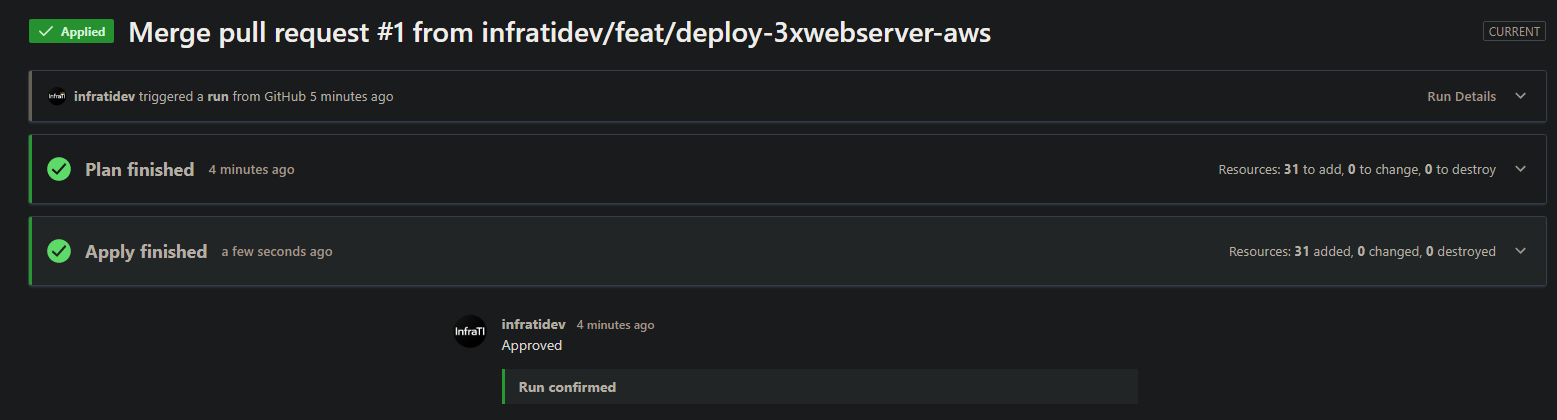 Applied
Merge pull request #1 from infratidev/feat/deploy-3xwebserver-aws
CURRENT
InfraTI infratidev triggered a run from GitHub 5 minutes ago
Run Details
Plan finished 4 minutes ago
Resources: 31 to add, 0 to change, 0 to destroy
Apply finished a few seconds ago
Resources: 31 added, 0 changed, 0 destroyed
InfraTI
infratidev 4 minutes ago
Approved
Run confirmed